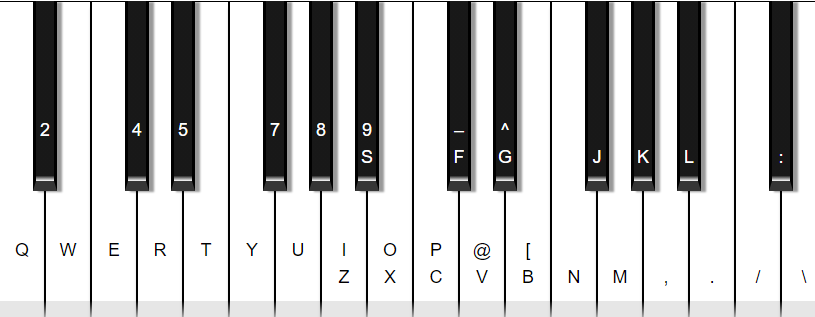 2 4 5 7 8 9 – ^
S F G J K L :
Q W E R T Y U I O P @ [
Z X C V B N M , . / \